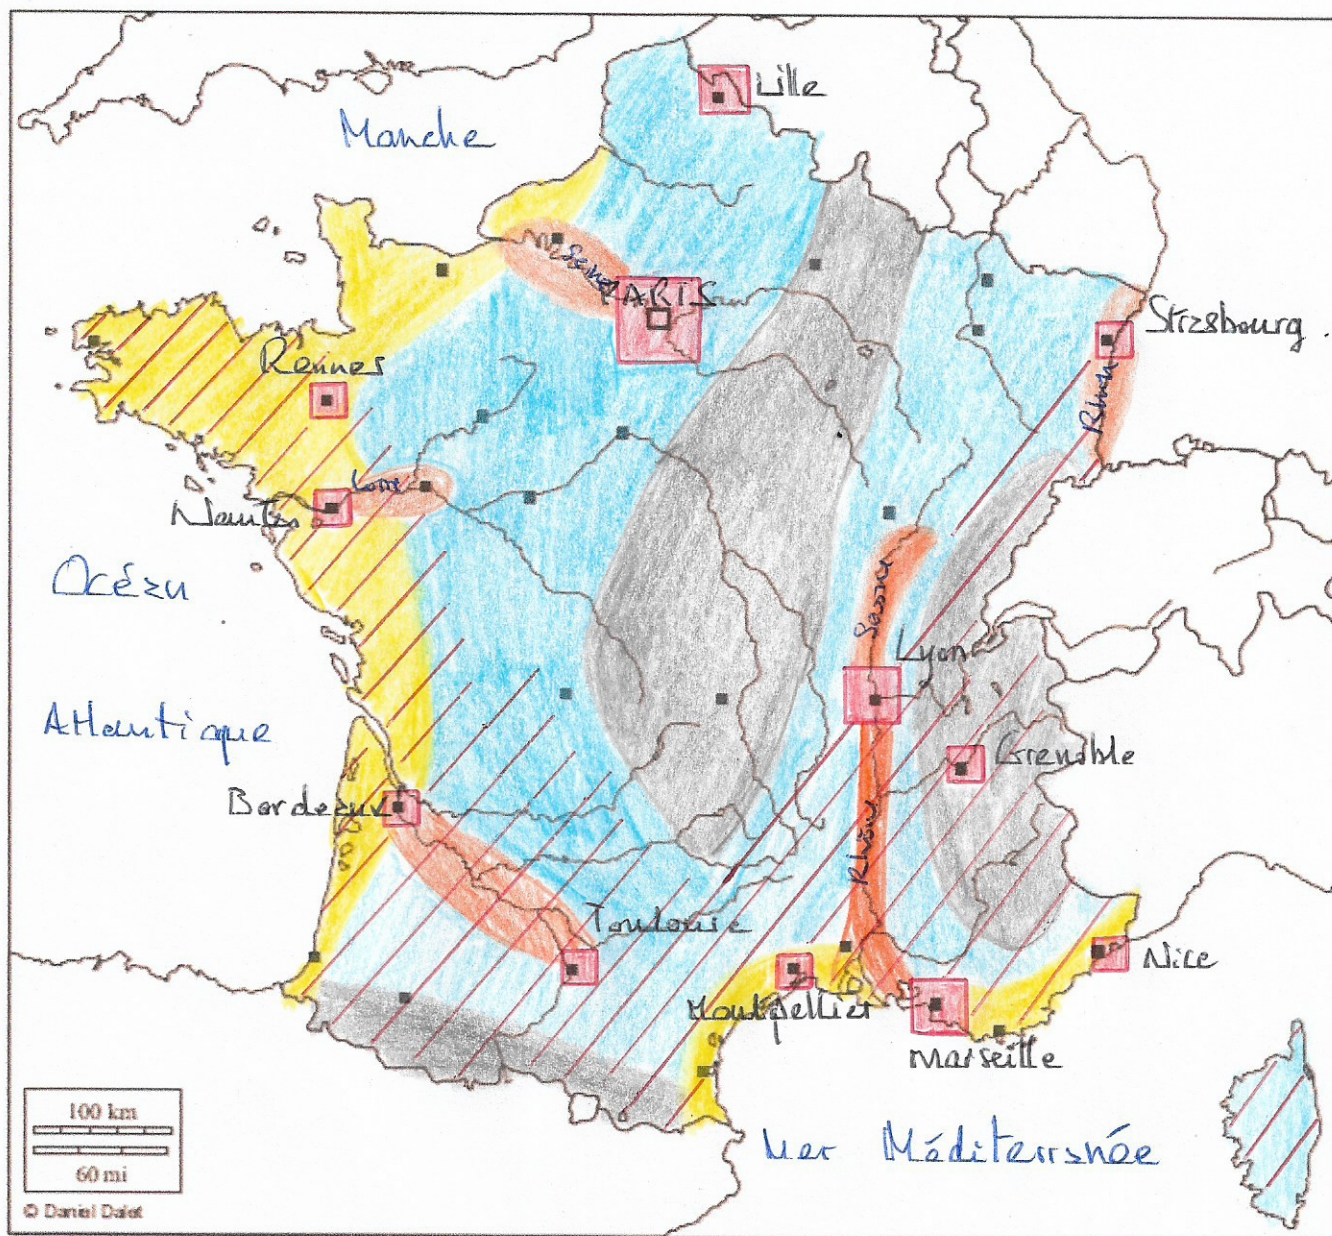 Lille
Manche
Seine
PARIS
Strasbourg
Rennes
Rhin
Loire
Nantes
Océan
Saone
Lyon
Atlantique
Grenoble
Bordeaux
Rhône
Toulouse
Nice
Montpellier
Marseille
100 km
60 mi
Mer Méditerranée
© Daniel Dalet